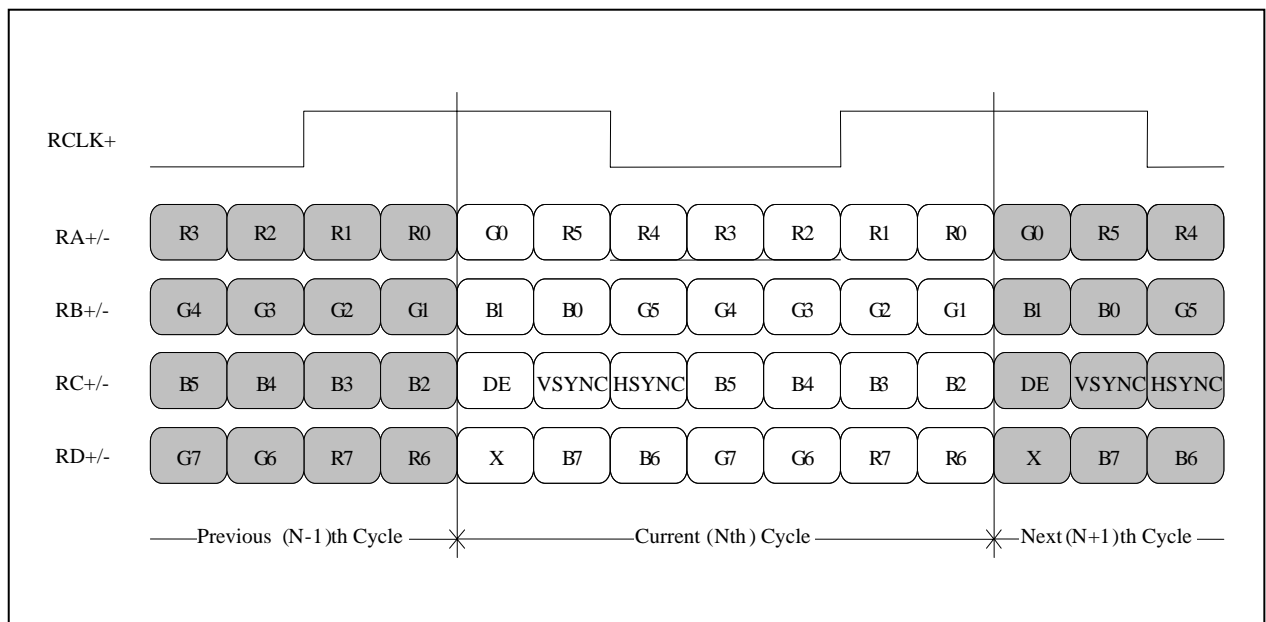 RCLK+
RA+/- R3 R2 R1 R0 G0 R5 R4 R3 R2 R1 R0 G0 R5 R4
RB+/- G4 G3 G2 G1 B1 B0 G5 G4 G3 G2 G1 B1 B0 G5
RC+/- B5 B4 B3 B2 DE VSYNC HSYNC B5 B4 B3 B2 DE VSYNC HSYNC
RD+/- G7 G6 R7 R6 X B7 B6 G7 G6 R7 R6 X B7 B6
Previous (N-1)th Cycle Current (Nth) Cycle Next (N+1)th Cycle